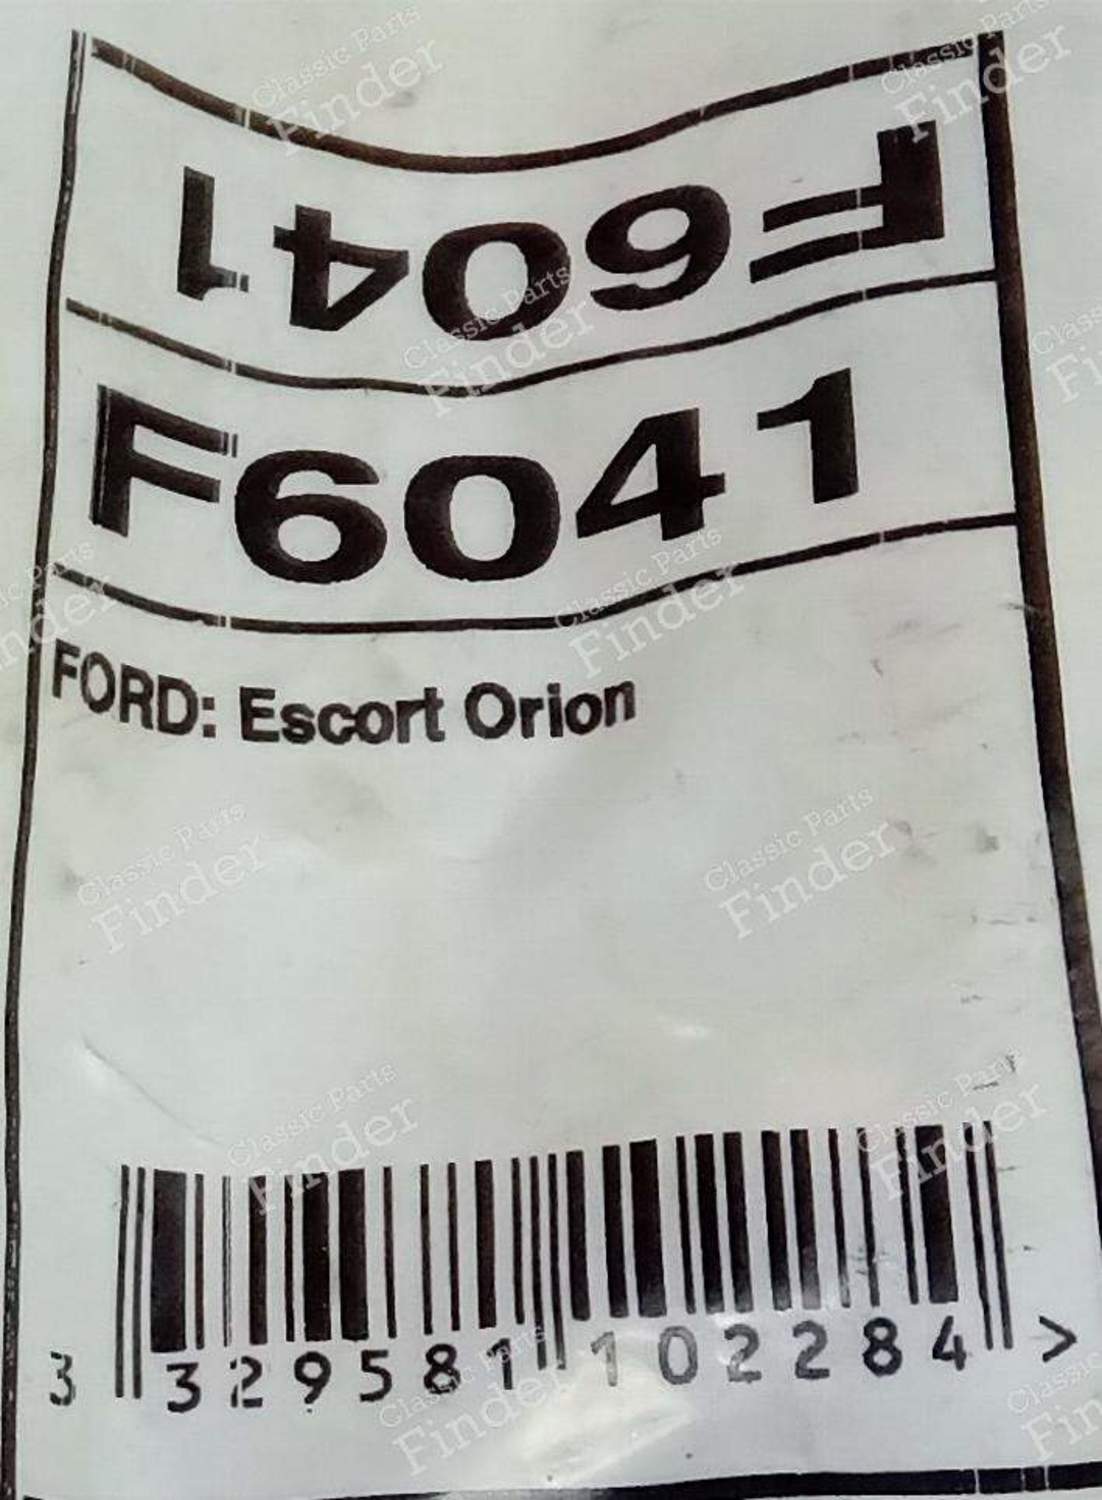 F6041
F6041
FORD: Escort Orion
3 329581 102284 >
Classic Parts
Finder